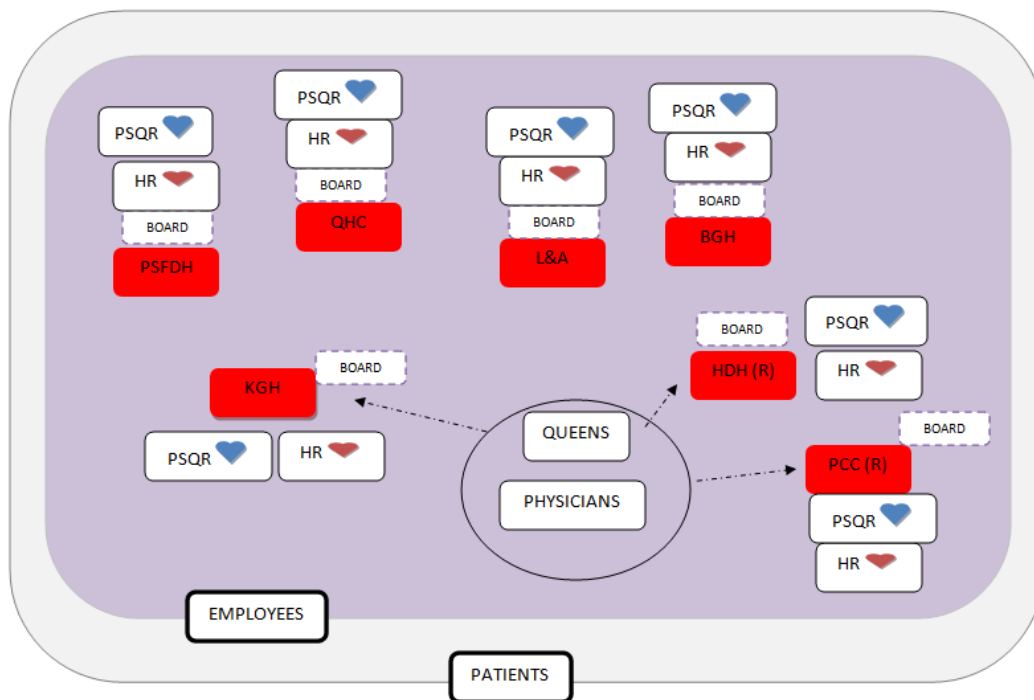 PSQR
HR
BOARD
PSFDH
PSQR
HR
BOARD
QHC
PSQR
HR
BOARD
L&A
PSQR
HR
BOARD
BGH
KGH
BOARD
PSQR
HR
BOARD
HDH (R)
PSQR
HR
QUEENS
PHYSICIANS
BOARD
PCC (R)
PSQR
HR
EMPLOYEES
PATIENTS